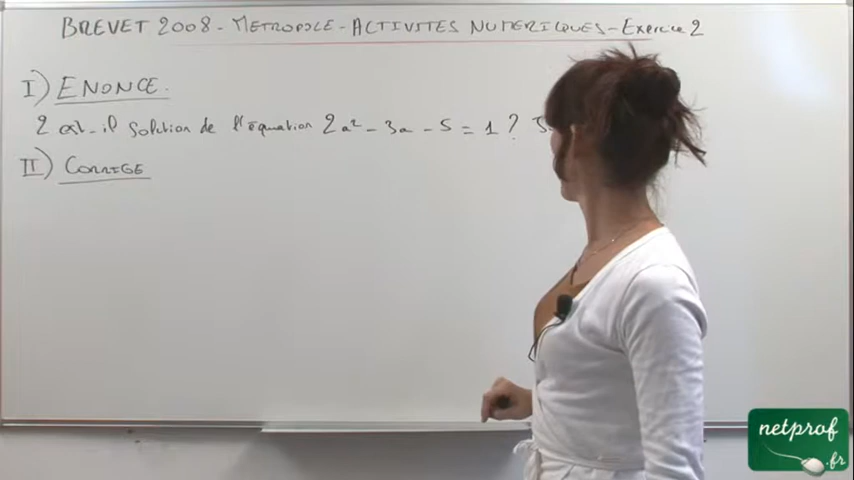 BREVET 2008 - METROPOLE - ACTIVITES NUMERIQUES - Exercice 2
I) ENONCE.
2 est-il solution de l'équation 2a² - 3a - 5 = 1 ?
II) CORRIGE
netprof
.fr